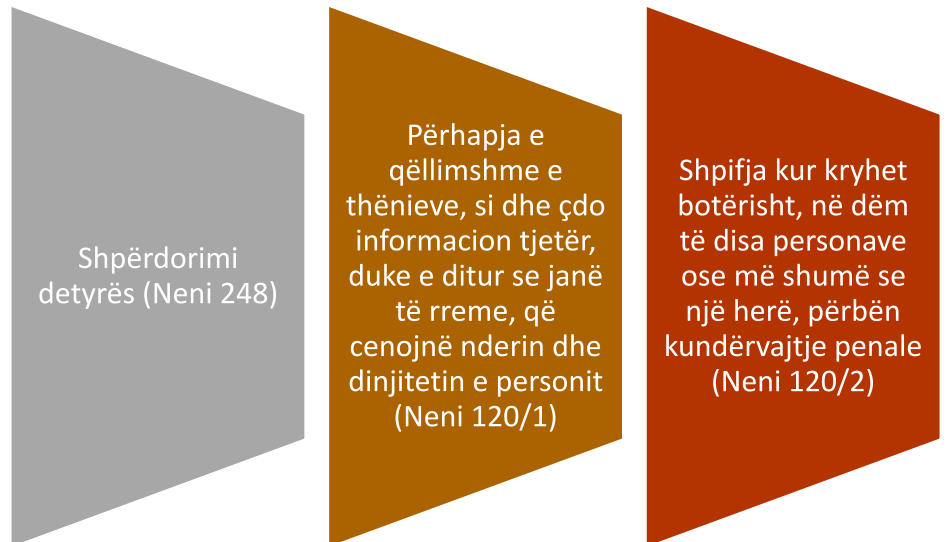 Shpërdorimi
detyrës (Neni 248)
Përhapja e
qëllimshme e
thënieve, si dhe çdo
informacion tjetër,
duke e ditur se janë
të rreme, që
cenojnë nderin dhe
dinjitetin e personit
(Neni 120/1)
Shpifja kur kryhet
botërisht, në dëm
të disa personave
ose më shumë se
një herë, përbën
kundërvajtje penale
(Neni 120/2)